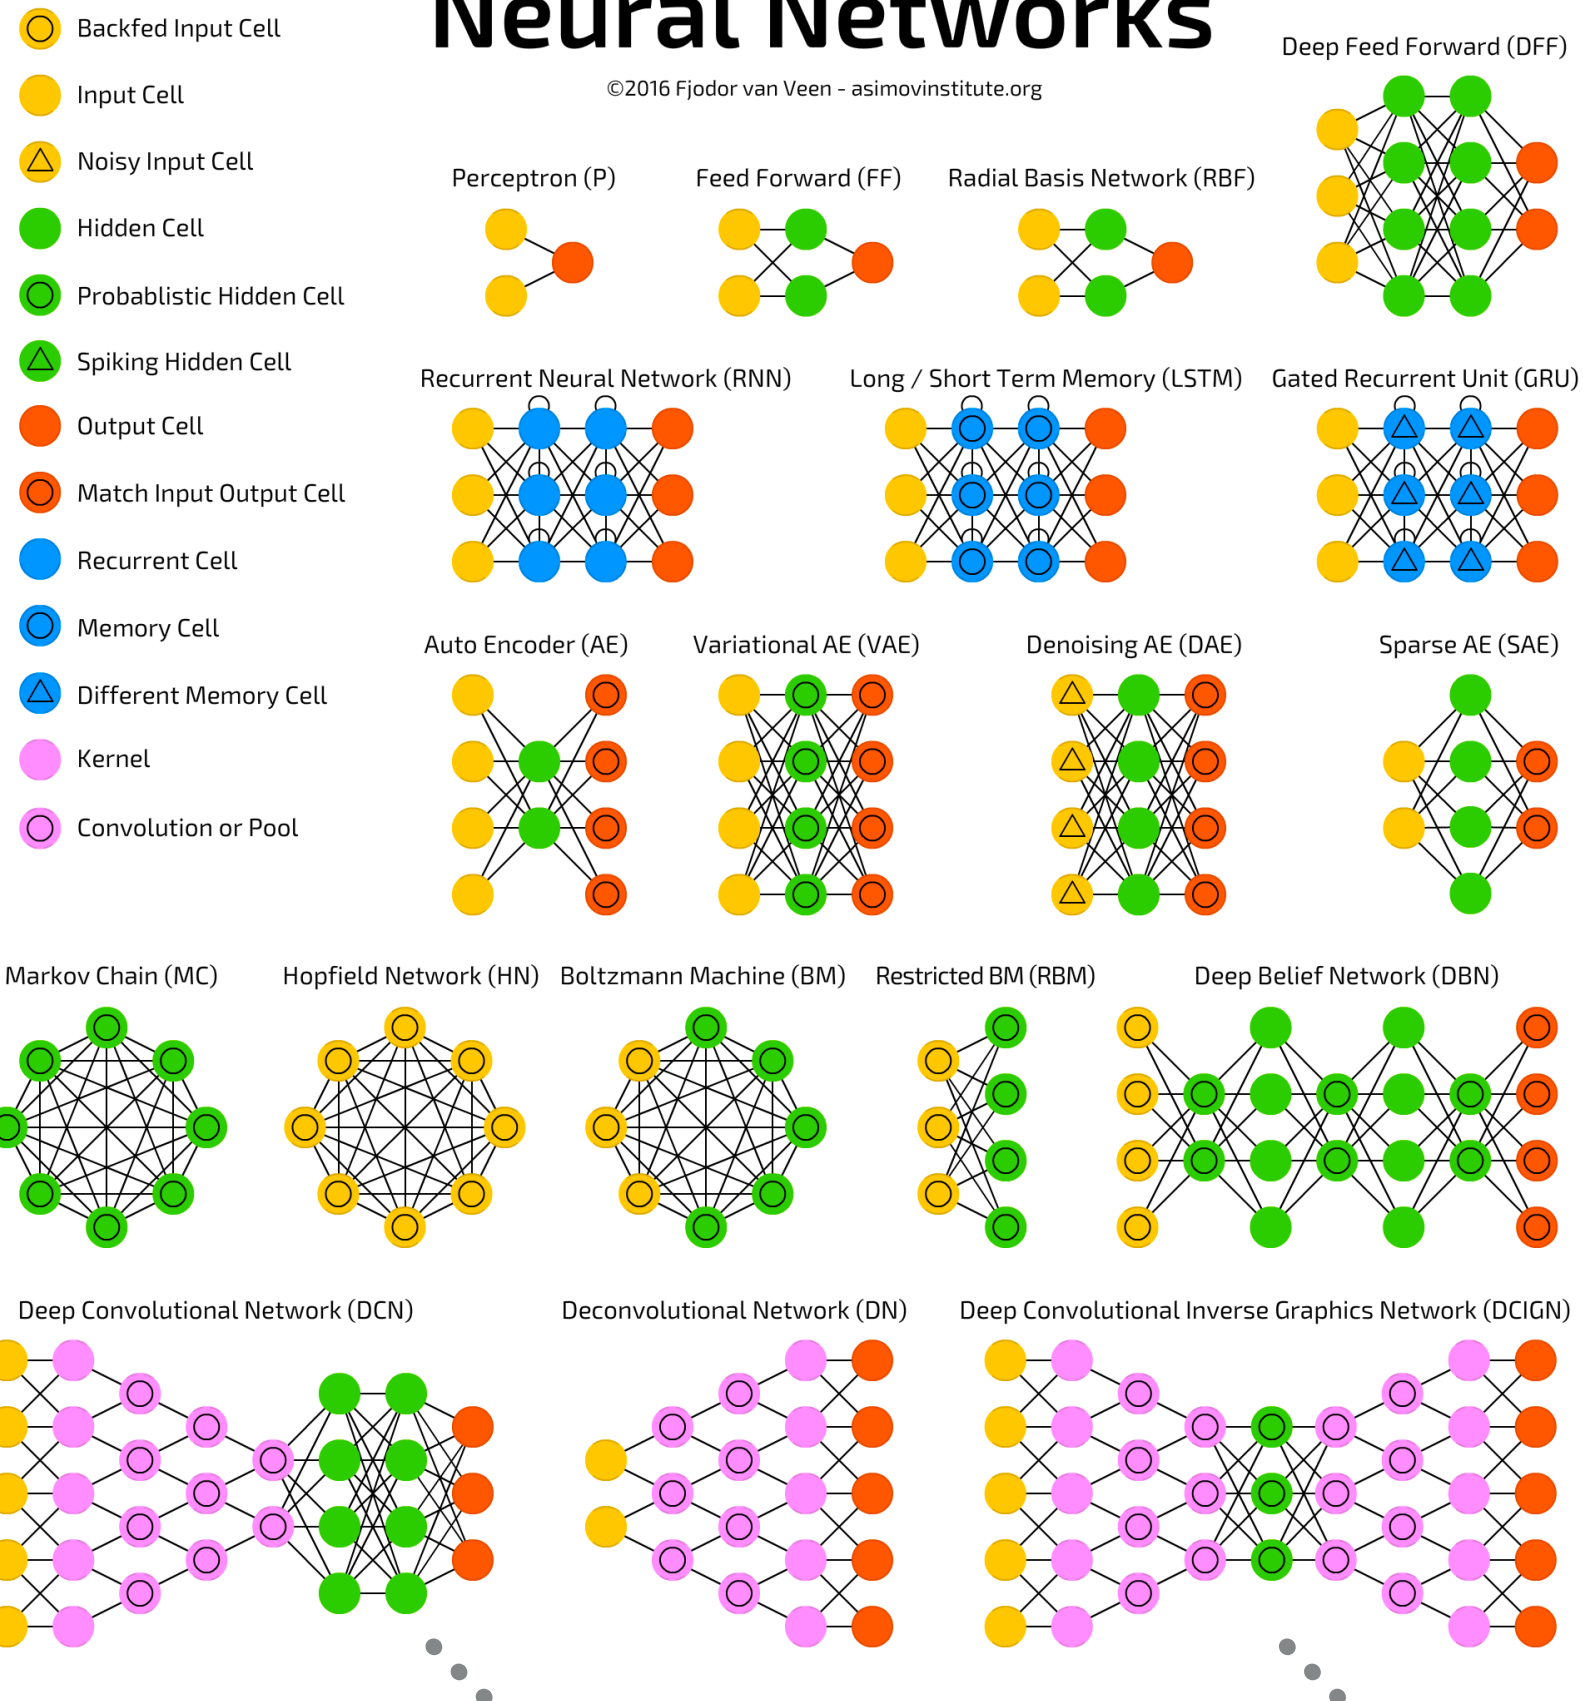 Neural Networks
©2016 Fjodor van Veen - asimovinstitute.org
Backfed Input Cell
Input Cell
Noisy Input Cell
Hidden Cell
Probablistic Hidden Cell
Spiking Hidden Cell
Output Cell
Match Input Output Cell
Recurrent Cell
Memory Cell
Different Memory Cell
Kernel
Convolution or Pool
Deep Feed Forward (DFF)
Perceptron (P)
Feed Forward (FF)
Radial Basis Network (RBF)
Recurrent Neural Network (RNN)
Long / Short Term Memory (LSTM)
Gated Recurrent Unit (GRU)
Auto Encoder (AE)
Variational AE (VAE)
Denoising AE (DAE)
Sparse AE (SAE)
Markov Chain (MC)
Hopfield Network (HN)
Boltzmann Machine (BM)
Restricted BM (RBM)
Deep Belief Network (DBN)
Deep Convolutional Network (DCN)
Deconvolutional Network (DN)
Deep Convolutional Inverse Graphics Network (DCIGN)